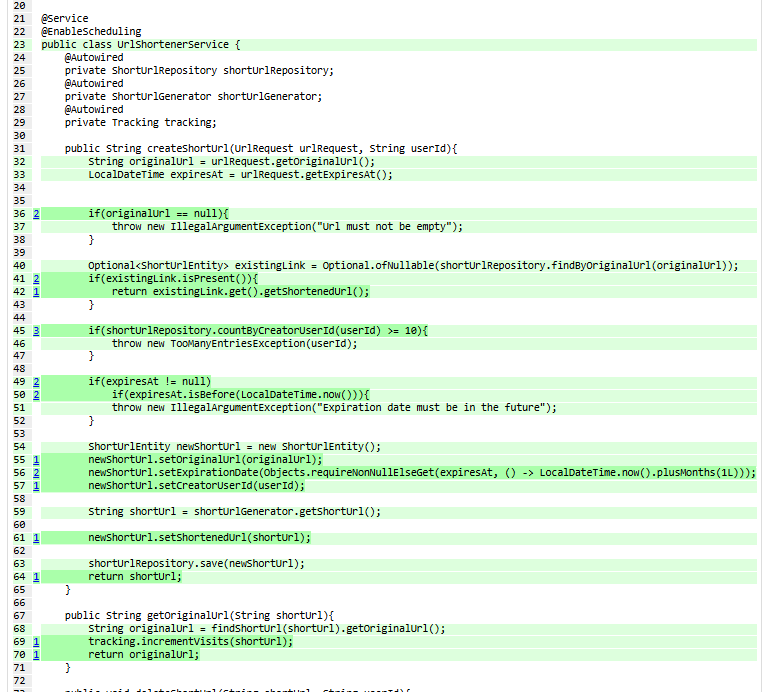 20
21 @Service
22 @EnableScheduling
23 public class UrlShortenerService {
24 @Autowired
25 private ShortUrlRepository shortUrlRepository;
26 @Autowired
27 private ShortUrlGenerator shortUrlGenerator;
28 @Autowired
29 private Tracking tracking;
30
31 public String createShortUrl(UrlRequest urlRequest, String userId){
32 String originalUrl = urlRequest.getOriginalUrl();
33 LocalDateTime expiresAt = urlRequest.getExpiresAt();
34
35
36 2 if(originalUrl == null){
37 throw new IllegalArgumentException("Url must not be empty");
38 }
39
40 Optional<ShortUrlEntity> existingLink = Optional.ofNullable(shortUrlRepository.findByOriginalUrl(originalUrl));
41 2 if(existingLink.isPresent()){
42 1 return existingLink.get().getShortenedUrl();
43 }
44
45 3 if(shortUrlRepository.countByCreatorUserId(userId) >= 10){
46 throw new TooManyEntriesException(userId);
47 }
48
49 2 if(expiresAt != null)
50 2 if(expiresAt.isBefore(LocalDateTime.now())){
51 throw new IllegalArgumentException("Expiration date must be in the future");
52 }
53
54 ShortUrlEntity newShortUrl = new ShortUrlEntity();
55 1 newShortUrl.setOriginalUrl(originalUrl);
56 2 newShortUrl.setExpirationDate(Objects.requireNonNullElseGet(expiresAt, () -> LocalDateTime.now().plusMonths(1L)));
57 1 newShortUrl.setCreatorUserId(userId);
58
59 String shortUrl = shortUrlGenerator.getShortUrl();
60
61 1 newShortUrl.setShortenedUrl(shortUrl);
62
63 shortUrlRepository.save(newShortUrl);
64 1 return shortUrl;
65 }
66
67 public String getOriginalUrl(String shortUrl){
68 String originalUrl = findShortUrl(shortUrl).getOriginalUrl();
69 1 tracking.incrementVisits(shortUrl);
70 1 return originalUrl;
71 }
72